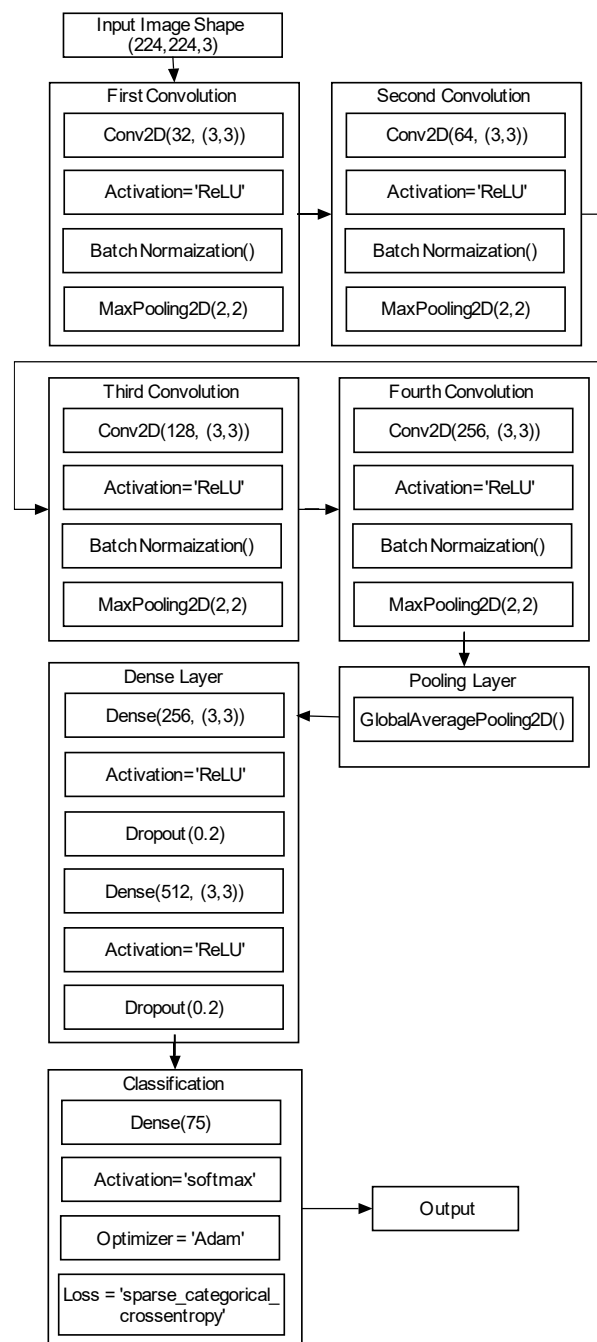 Input Image Shape
(224,224,3)
First Convolution
Conv2D(32, (3,3))
Activation='ReLU'
Batch Normaization()
MaxPooling2D(2,2)
Second Convolution
Conv2D(64, (3,3))
Activation='ReLU'
Batch Normaization()
MaxPooling2D(2,2)
Third Convolution
Conv2D(128, (3,3))
Activation='ReLU'
Batch Normaization()
MaxPooling2D(2,2)
Fourth Convolution
Conv2D(256, (3,3))
Activation='ReLU'
Batch Normaization()
MaxPooling2D(2,2)
Pooling Layer
GlobalAveragePooling2D()
Dense Layer
Dense(256, (3,3))
Activation='ReLU'
Dropout(0.2)
Dense(512, (3,3))
Activation='ReLU'
Dropout(0.2)
Classification
Dense(75)
Activation='softmax'
Optimizer = 'Adam'
Loss = 'sparse_categorical_
crossentropy'
Output